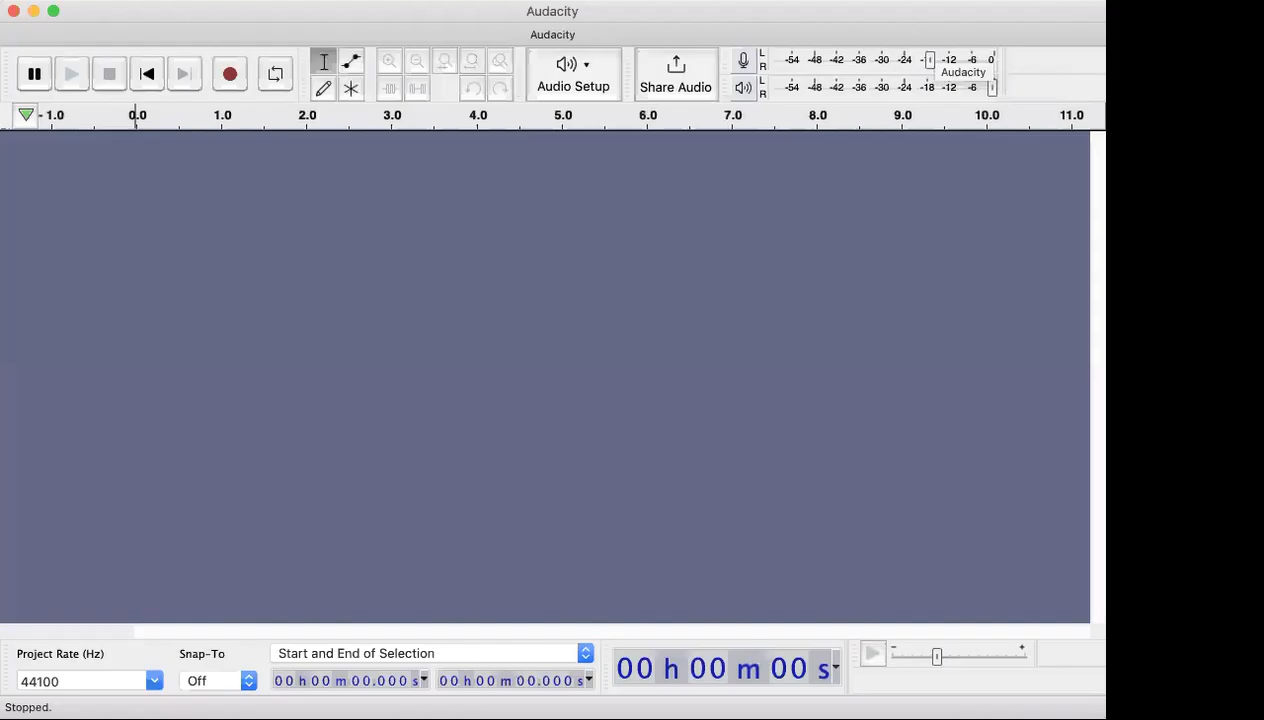 Audacity
Audacity
Audio Setup
Share Audio
L
R
-54 -48 -42 -36 -30 -24 -12 -6 0
Audacity
L
R
-54 -48 -42 -36 -30 -24 -18 -12 -6
- 1.0 0.0 1.0 2.0 3.0 4.0 5.0 6.0 7.0 8.0 9.0 10.0 11.0
Project Rate (Hz)
Snap-To
Start and End of Selection
44100
Off
00 h 00 m 00.000 s
00 h 00 m 00.000 s
00 h 00 m 00 s
Stopped.